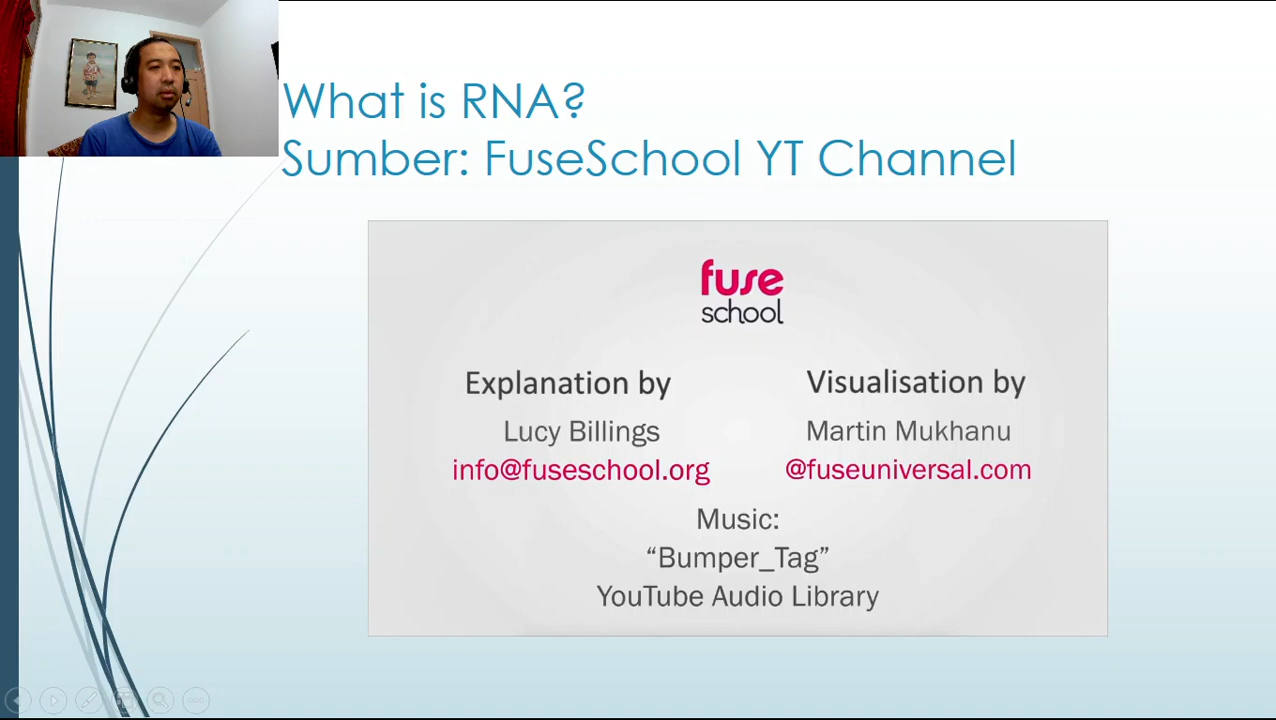 What is RNA?
Sumber: FuseSchool YT Channel
fuse
school
Explanation by
Lucy Billings
info@fuseschool.org
Visualisation by
Martin Mukhanu
@fuseuniversal.com
Music:
“Bumper_Tag”
YouTube Audio Library